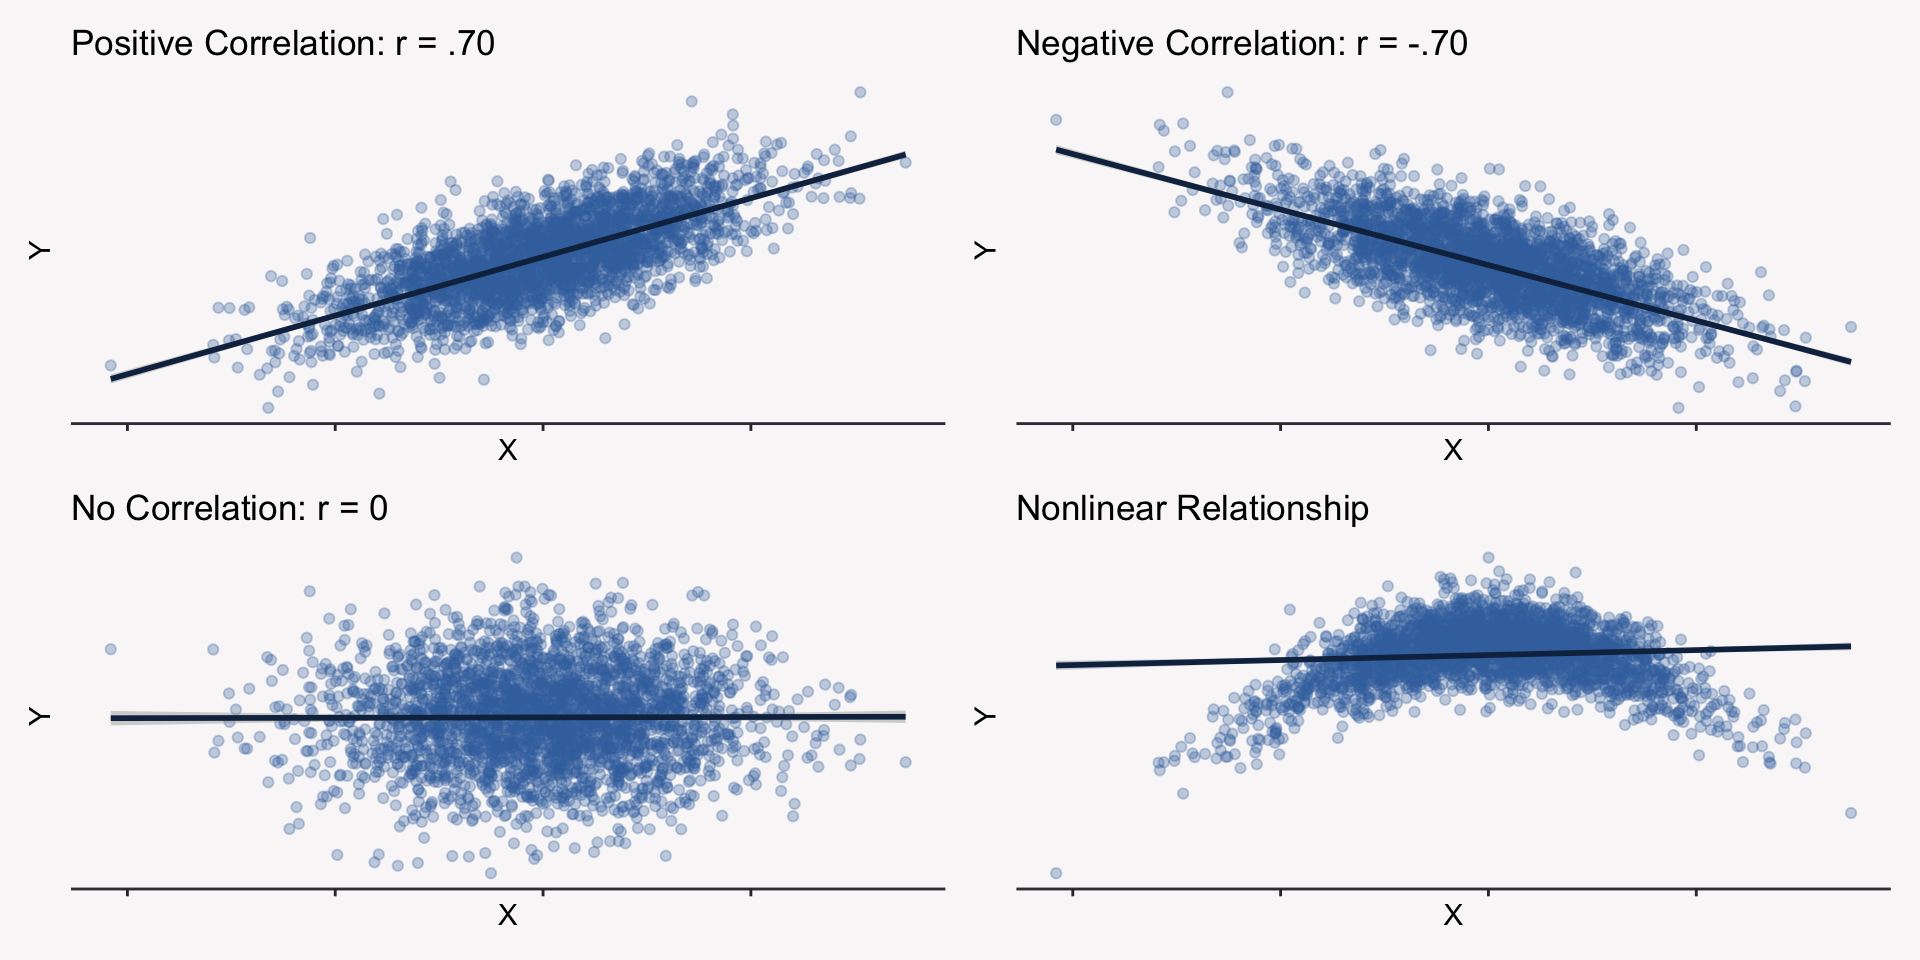 Positive Correlation: r = .70
Y
X
Negative Correlation: r = -.70
Y
X
No Correlation: r = 0
Y
X
Nonlinear Relationship
Y
X